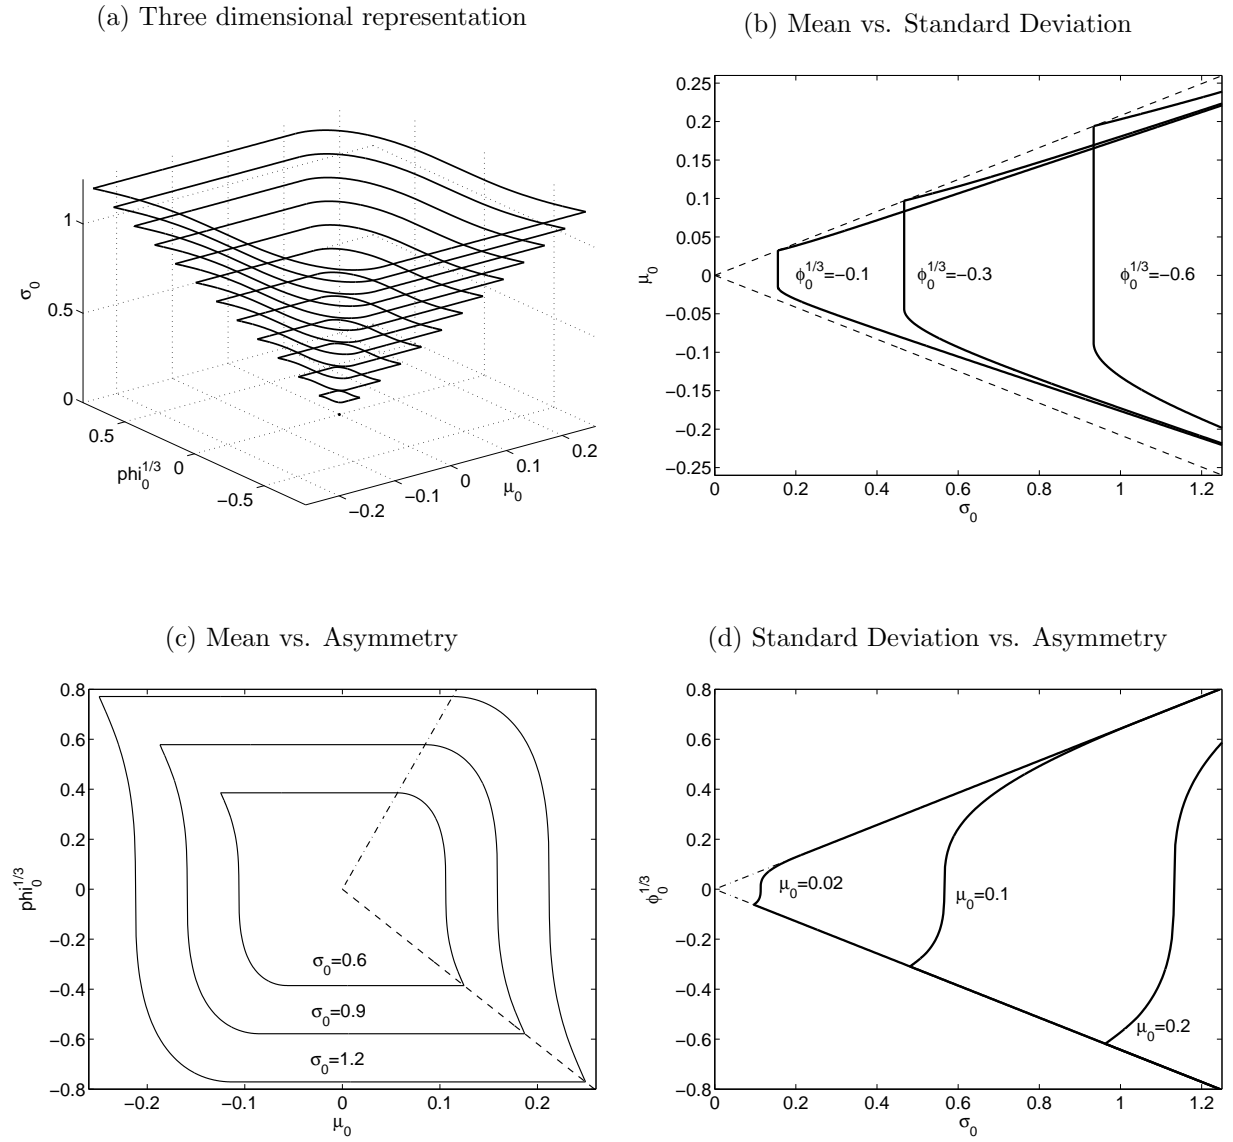 (a) Three dimensional representation
1
0.5
0
σ0
0.5
0
−0.5
phi0^1/3
−0.2
−0.1
0
0.1
0.2
μ0
(b) Mean vs. Standard Deviation
0.25
0.2
0.15
0.1
0.05
0
−0.05
−0.1
−0.15
−0.2
−0.25
μ0
ϕ0^1/3=−0.1
ϕ0^1/3=−0.3
ϕ0^1/3=−0.6
0 0.2 0.4 0.6 0.8 1 1.2
σ0
(c) Mean vs. Asymmetry
0.8
0.6
0.4
0.2
0
−0.2
−0.4
−0.6
−0.8
phi0^1/3
σ0=0.6
σ0=0.9
σ0=1.2
−0.2 −0.1 0 0.1 0.2
μ0
(d) Standard Deviation vs. Asymmetry
0.8
0.6
0.4
0.2
0
−0.2
−0.4
−0.6
−0.8
ϕ0^1/3
μ0=0.02
μ0=0.1
μ0=0.2
0 0.2 0.4 0.6 0.8 1 1.2
σ0